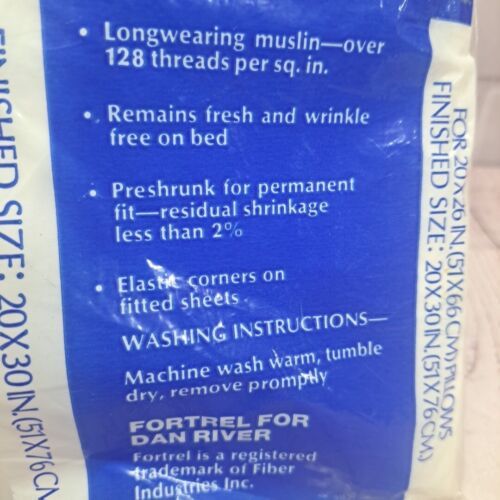 • Longwearing muslin—over
128 threads per sq. in.
• Remains fresh and wrinkle
free on bed
• Preshrunk for permanent
fit—residual shrinkage
less than 2%
• Elastic corners on
fitted sheets
WASHING INSTRUCTIONS—
Machine wash warm, tumble
dry, remove promptly
FORTREL FOR
DAN RIVER
Fortrel is a registered
trademark of Fiber
Industries Inc.
FINISHED SIZE: 20X30 IN. (51X76 CM
FOR 20X26 IN. (51X66 CM) PILLOWS
FINISHED SIZE: 20X30 IN. (51X76 CM.)